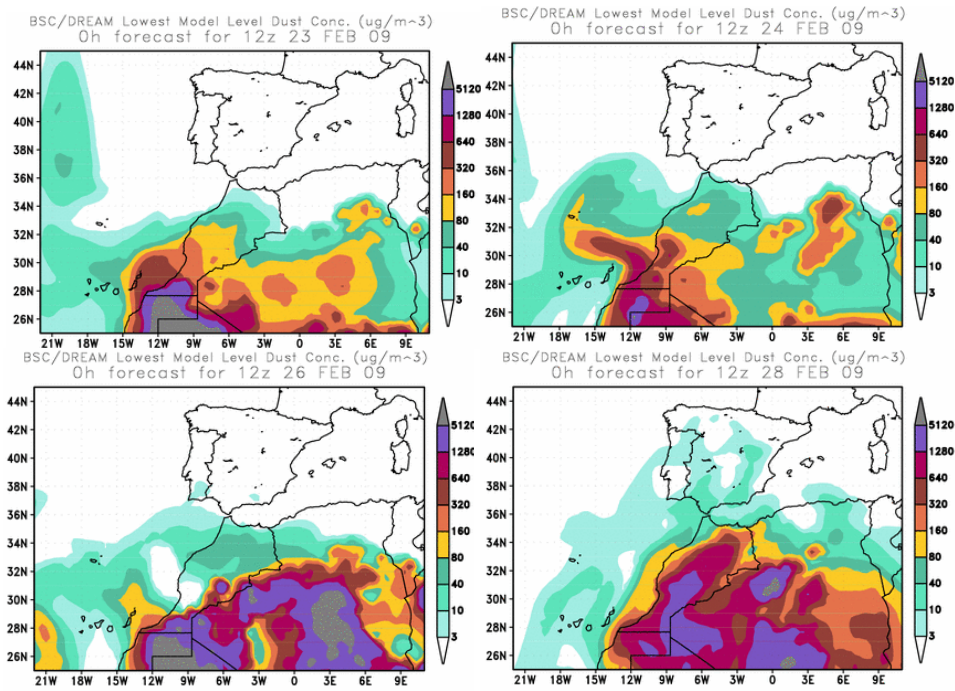 BSC/DREAM Lowest Model Level Dust Conc. (ug/m^3)
0h forecast for 12z 23 FEB 09
44N
42N
40N
38N
36N
34N
32N
30N
28N
26N
21W 18W 15W 12W 9W 6W 3W 0 3E 6E 9E
5120
1280
640
320
160
80
40
10
3
BSC/DREAM Lowest Model Level Dust Conc. (ug/m^3)
0h forecast for 12z 24 FEB 09
44N
42N
40N
38N
36N
34N
32N
30N
28N
26N
21W 18W 15W 12W 9W 6W 3W 0 3E 6E 9E
5120
1280
640
320
160
80
40
10
3
BSC/DREAM Lowest Model Level Dust Conc. (ug/m^3)
0h forecast for 12z 26 FEB 09
44N
42N
40N
38N
36N
34N
32N
30N
28N
26N
21W 18W 15W 12W 9W 6W 3W 0 3E 6E 9E
5120
1280
640
320
160
80
40
10
3
BSC/DREAM Lowest Model Level Dust Conc. (ug/m^3)
0h forecast for 12z 28 FEB 09
44N
42N
40N
38N
36N
34N
32N
30N
28N
26N
21W 18W 15W 12W 9W 6W 3W 0 3E 6E 9E
5120
1280
640
320
160
80
40
10
3